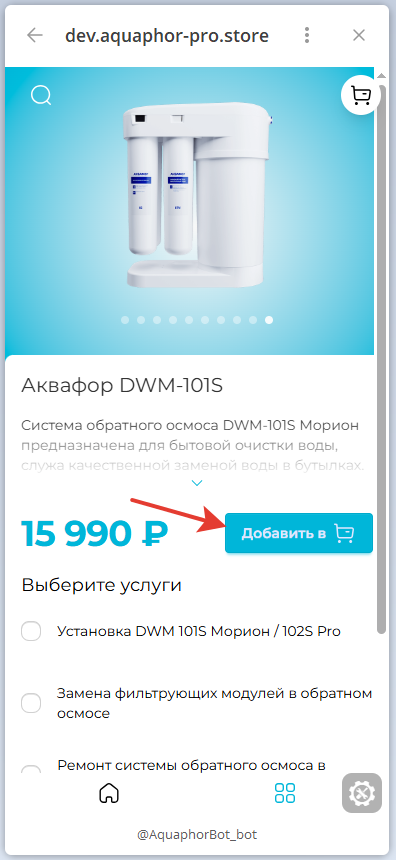 dev.aquaphor-pro.store
Аквафор DWM-101S
Система обратного осмоса DWM-101S Морион
предназначена для бытовой очистки воды,
служа качественной заменой воды в бутылках.
15 990 ₽
Добавить в
Выберите услуги
Установка DWM 101S Морион / 102S Pro
Замена фильтрующих модулей в обратном
осмосе
Ремонт системы обратного осмоса в
@AquaphorBot_bot